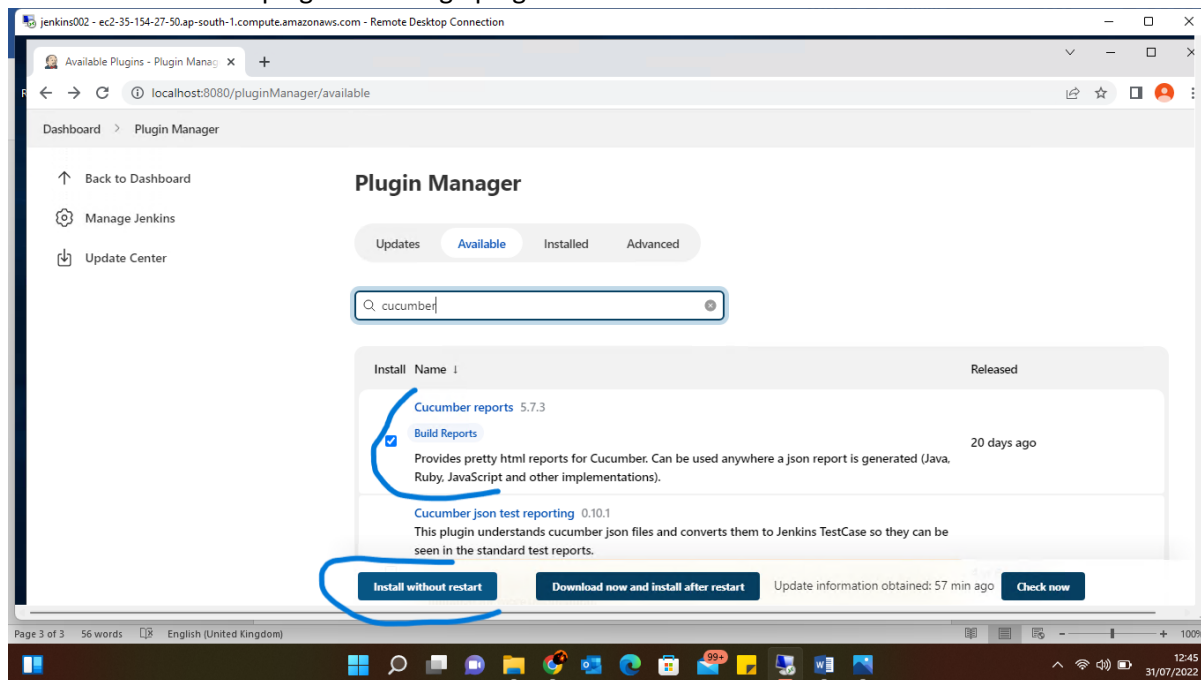 jenkins002 - ec2-35-154-27-50.ap-south-1.compute.amazonaws.com - Remote Desktop Connection
Available Plugins - Plugin Manag
localhost:8080/pluginManager/available
Dashboard > Plugin Manager
Back to Dashboard
Manage Jenkins
Update Center
Plugin Manager
Updates Available Installed Advanced
cucumber
Install Name ↓ Released
Cucumber reports 5.7.3
Build Reports
20 days ago
Provides pretty html reports for Cucumber. Can be used anywhere a json report is generated (Java,
Ruby, JavaScript and other implementations).
Cucumber json test reporting 0.10.1
This plugin understands cucumber json files and converts them to Jenkins TestCase so they can be
seen in the standard test reports.
Install without restart Download now and install after restart Update information obtained: 57 min ago Check now
Page 3 of 3 56 words English (United Kingdom) 100%
99+
12:45
31/07/2022